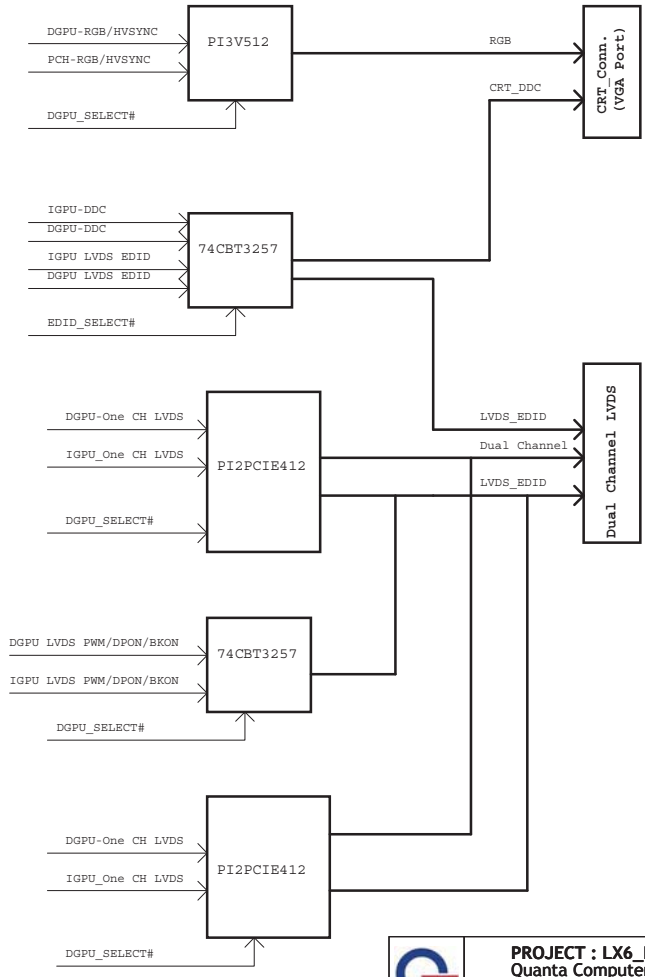 DGPU-RGB/HVSYNC
PCH-RGB/HVSYNC
DGPU_SELECT#
PI3V512
RGB
CRT_DDC
CRT_Conn.
(VGA Port)
IGPU-DDC
DGPU-DDC
IGPU LVDS EDID
DGPU LVDS EDID
EDID_SELECT#
74CBT3257
DGPU-One CH LVDS
IGPU_One CH LVDS
DGPU_SELECT#
PI2PCIE412
LVDS_EDID
Dual Channel
LVDS_EDID
Dual Channel LVDS
DGPU LVDS PWM/DPON/BKON
IGPU LVDS PWM/DPON/BKON
DGPU_SELECT#
74CBT3257
DGPU-One CH LVDS
IGPU_One CH LVDS
DGPU_SELECT#
PI2PCIE412
PROJECT : LX6_
Quanta Computer